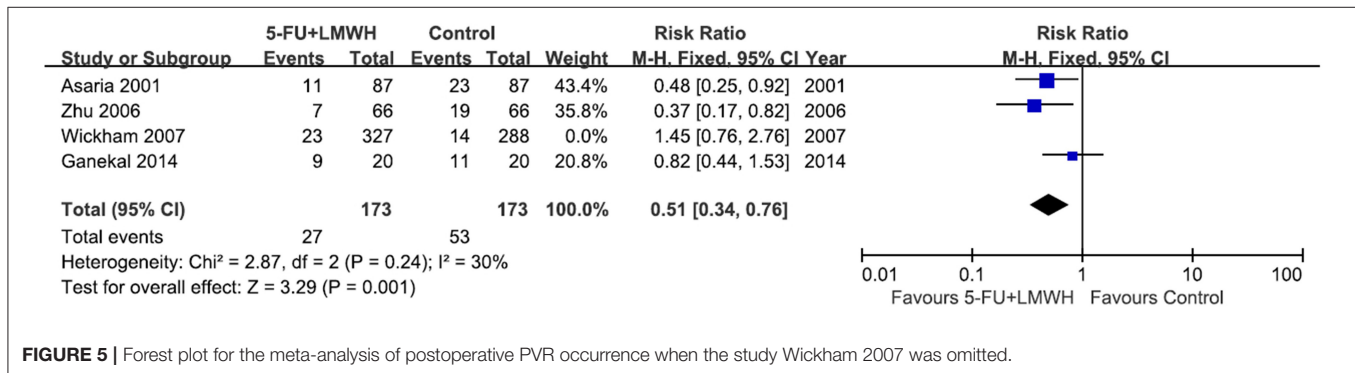 5-FU+LMWH Control Risk Ratio Risk Ratio
Study or Subgroup Events Total Events Total Weight M-H. Fixed. 95% CI Year M-H. Fixed. 95% CI
Asaria 2001 11 87 23 87 43.4% 0.48 [0.25, 0.92] 2001
Zhu 2006 7 66 19 66 35.8% 0.37 [0.17, 0.82] 2006
Wickham 2007 23 327 14 288 0.0% 1.45 [0.76, 2.76] 2007
Ganekal 2014 9 20 11 20 20.8% 0.82 [0.44, 1.53] 2014
Total (95% CI) 173 173 100.0% 0.51 [0.34, 0.76]
Total events 27 53
Heterogeneity: Chi² = 2.87, df = 2 (P = 0.24); I² = 30%
Test for overall effect: Z = 3.29 (P = 0.001)
0.01 0.1 1 10 100
Favours 5-FU+LMWH Favours Control
FIGURE 5 | Forest plot for the meta-analysis of postoperative PVR occurrence when the study Wickham 2007 was omitted.